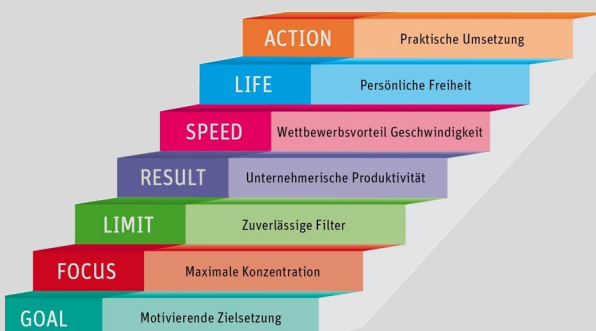 ACTION Praktische Umsetzung
LIFE Persönliche Freiheit
SPEED Wettbewerbsvorteil Geschwindigkeit
RESULT Unternehmerische Produktivität
LIMIT Zuverlässige Filter
FOCUS Maximale Konzentration
GOAL Motivierende Zielsetzung